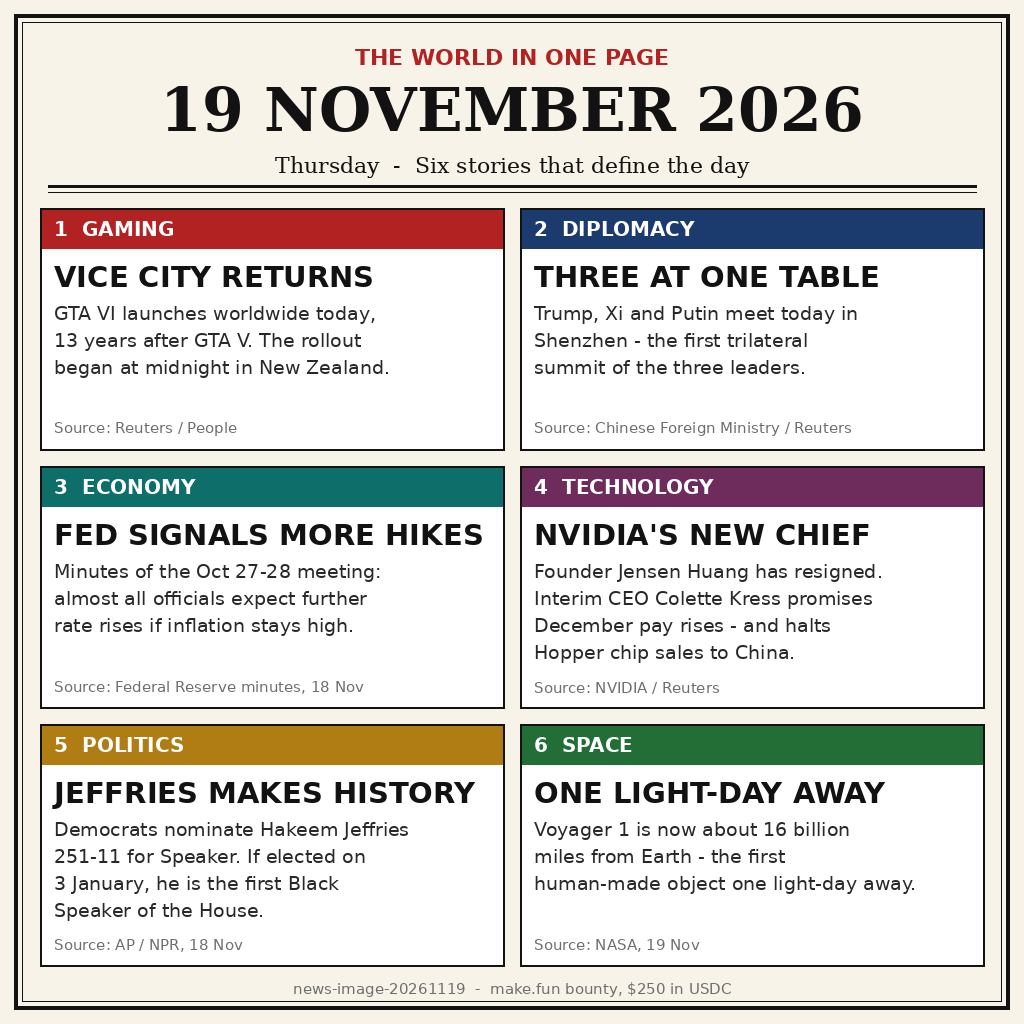 THE WORLD IN ONE PAGE
19 NOVEMBER 2026
Thursday - Six stories that define the day
1 GAMING
VICE CITY RETURNS
GTA VI launches worldwide today,
13 years after GTA V. The rollout
began at midnight in New Zealand.
Source: Reuters / People
2 DIPLOMACY
THREE AT ONE TABLE
Trump, Xi and Putin meet today in
Shenzhen - the first trilateral
summit of the three leaders.
Source: Chinese Foreign Ministry / Reuters
3 ECONOMY
FED SIGNALS MORE HIKES
Minutes of the Oct 27-28 meeting:
almost all officials expect further
rate rises if inflation stays high.
Source: Federal Reserve minutes, 18 Nov
4 TECHNOLOGY
NVIDIA'S NEW CHIEF
Founder Jensen Huang has resigned.
Interim CEO Colette Kress promises
December pay rises - and halts
Hopper chip sales to China.
Source: NVIDIA / Reuters
5 POLITICS
JEFFRIES MAKES HISTORY
Democrats nominate Hakeem Jeffries
251-11 for Speaker. If elected on
3 January, he is the first Black
Speaker of the House.
Source: AP / NPR, 18 Nov
6 SPACE
ONE LIGHT-DAY AWAY
Voyager 1 is now about 16 billion
miles from Earth - the first
human-made object one light-day away.
Source: NASA, 19 Nov
news-image-20261119 - make.fun bounty, $250 in USDC